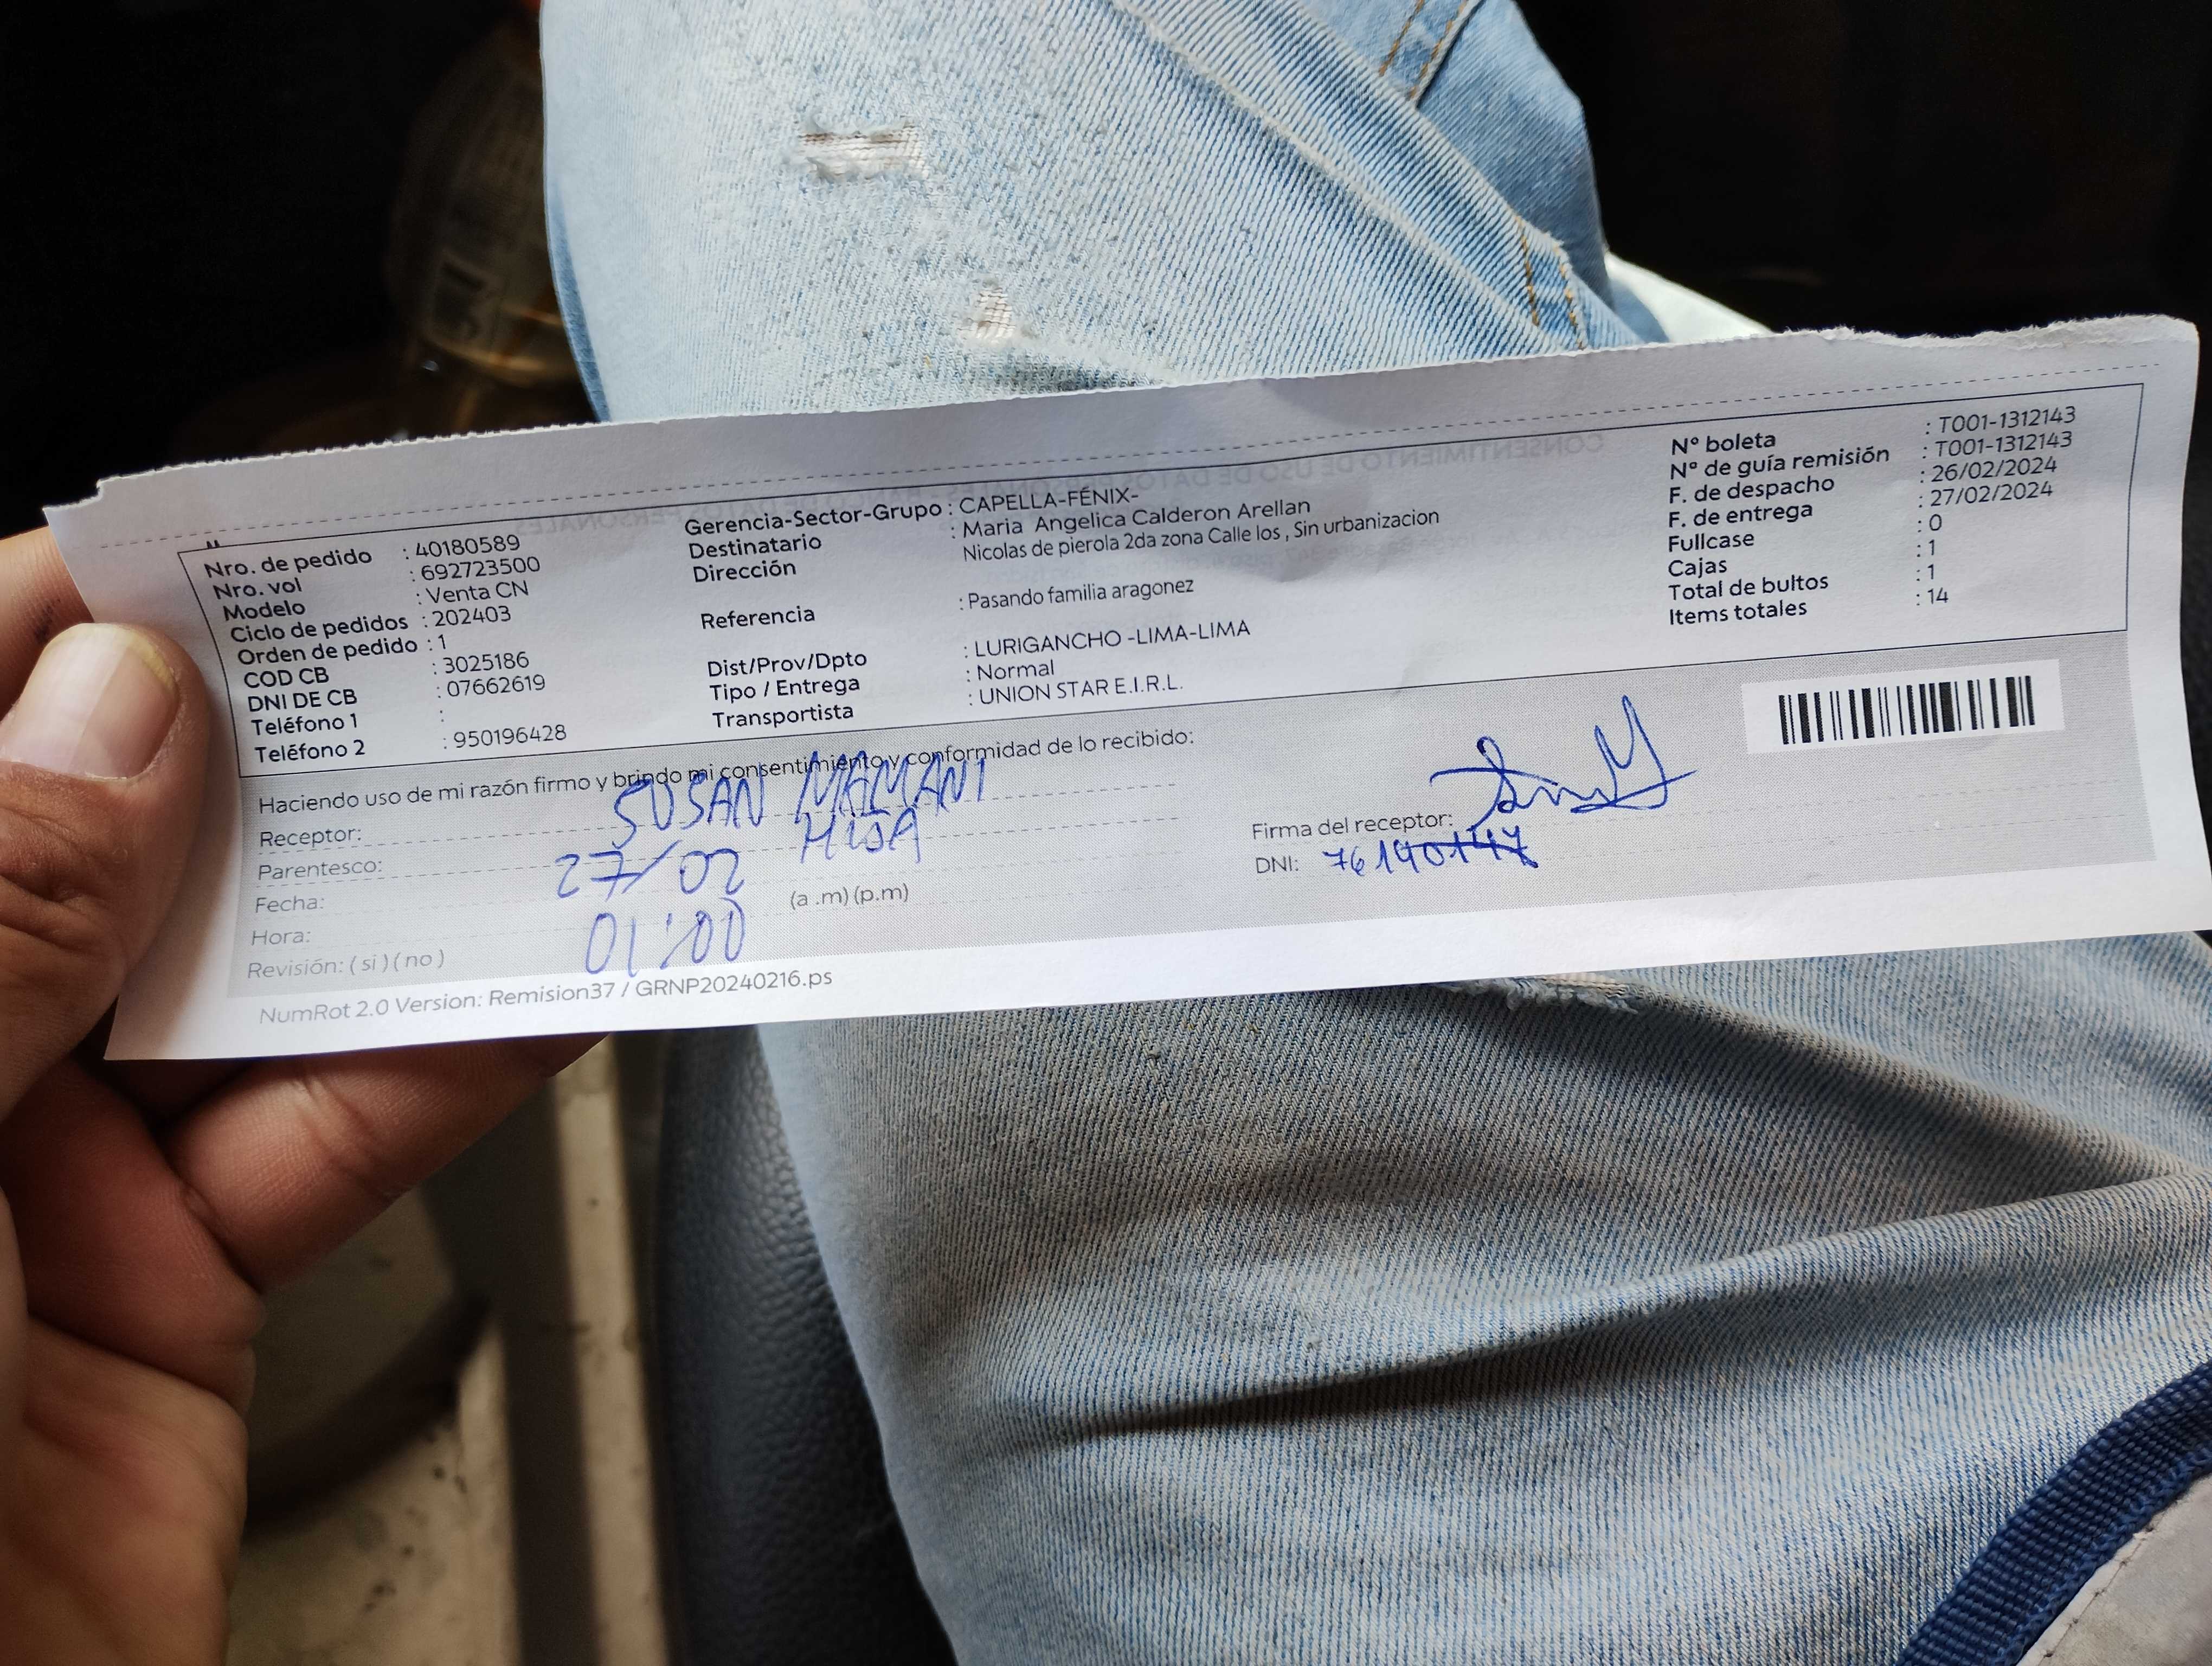 Nro. de pedido : 40180589
Nro. vol : 692723500
Modelo : Venta CN
Ciclo de pedidos : 202403
Orden de pedido : 1
COD CB : 3025186
DNI DE CB : 07662619
Teléfono 1 :
Teléfono 2 : 950196428
Gerencia-Sector-Grupo : CAPELLA-FÉNIX-
Destinatario : Maria Angelica Calderon Arellan
Dirección Nicolas de pierola 2da zona Calle los , Sin urbanizacion
Referencia : Pasando familia aragonez
Dist/Prov/Dpto : LURIGANCHO -LIMA-LIMA
Tipo / Entrega : Normal
Transportista : UNION STAR E.I.R.L.
Nº boleta : T001-1312143
Nº de guía remisión : T001-1312143
F. de despacho : 26/02/2024
F. de entrega : 27/02/2024
Fullcase : 0
Cajas : 1
Total de bultos : 1
Items totales : 14
Haciendo uso de mi razón firmo y brindo mi consentimiento y conformidad de lo recibido:
Receptor: SUSAN MAMANI
Parentesco: HIJA
Fecha: 27/02
Hora: 01:00 (a .m) (p.m)
Revisión: ( si ) ( no )
Firma del receptor:
DNI:
NumRot 2.0 Version: Remision37 / GRNP20240216.ps